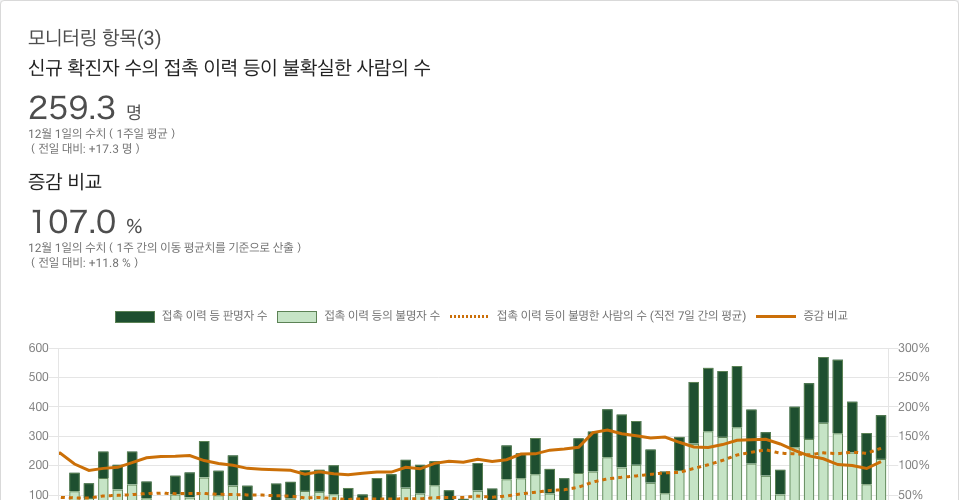 모니터링 항목(3)
신규 확진자 수의 접촉 이력 등이 불확실한 사람의 수
259.3 명
12월 1일의 수치 ( 1주일 평균 )
( 전일 대비: +17.3 명 )
증감 비교
107.0 %
12월 1일의 수치 ( 1주 간의 이동 평균치를 기준으로 산출 )
( 전일 대비: +11.8 % )
접촉 이력 등 판명자 수 접촉 이력 등의 불명자 수 접촉 이력 등이 불명한 사람의 수 (직전 7일 간의 평균) 증감 비교
600 300%
500 250%
400 200%
300 150%
200 100%
100 50%